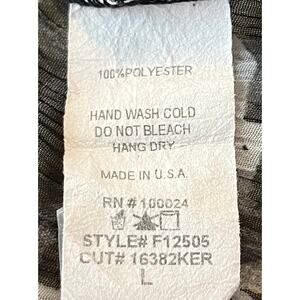 100%POLYESTER
HAND WASH COLD
DO NOT BLEACH
HANG DRY
MADE IN U.S.A.
RN # 100024
STYLE# F12505
CUT# 16382KER
L